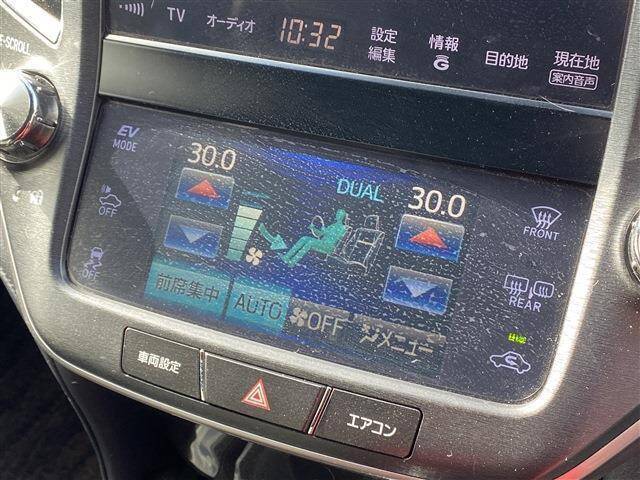 E-SCROLL
TV
オーディオ
10:32
設定
編集
情報
G
目的地
現在地
案内音声
EV
MODE
30.0
DUAL
30.0
OFF
FRONT
OFF
REAR
前席集中
AUTO
OFF
メニュー
車両設定
エアコン